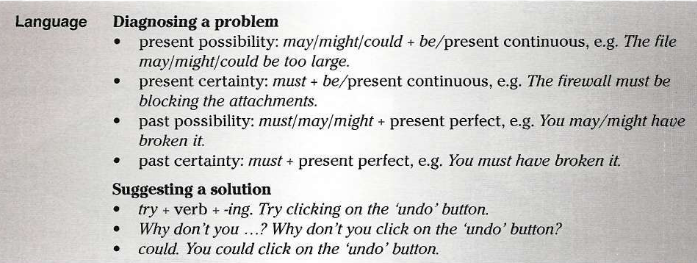 Language Diagnosing a problem
• present possibility: may/might/could + be/present continuous, e.g. The file
may/might/could be too large.
• present certainty: must + be/present continuous, e.g. The firewall must be
blocking the attachments.
• past possibility: must/may/might + present perfect, e.g. You may/might have
broken it.
• past certainty: must + present perfect, e.g. You must have broken it.
Suggesting a solution
• try + verb + -ing. Try clicking on the ‘undo’ button.
• Why don’t you ...? Why don’t you click on the ‘undo’ button?
• could. You could click on the ‘undo’ button.